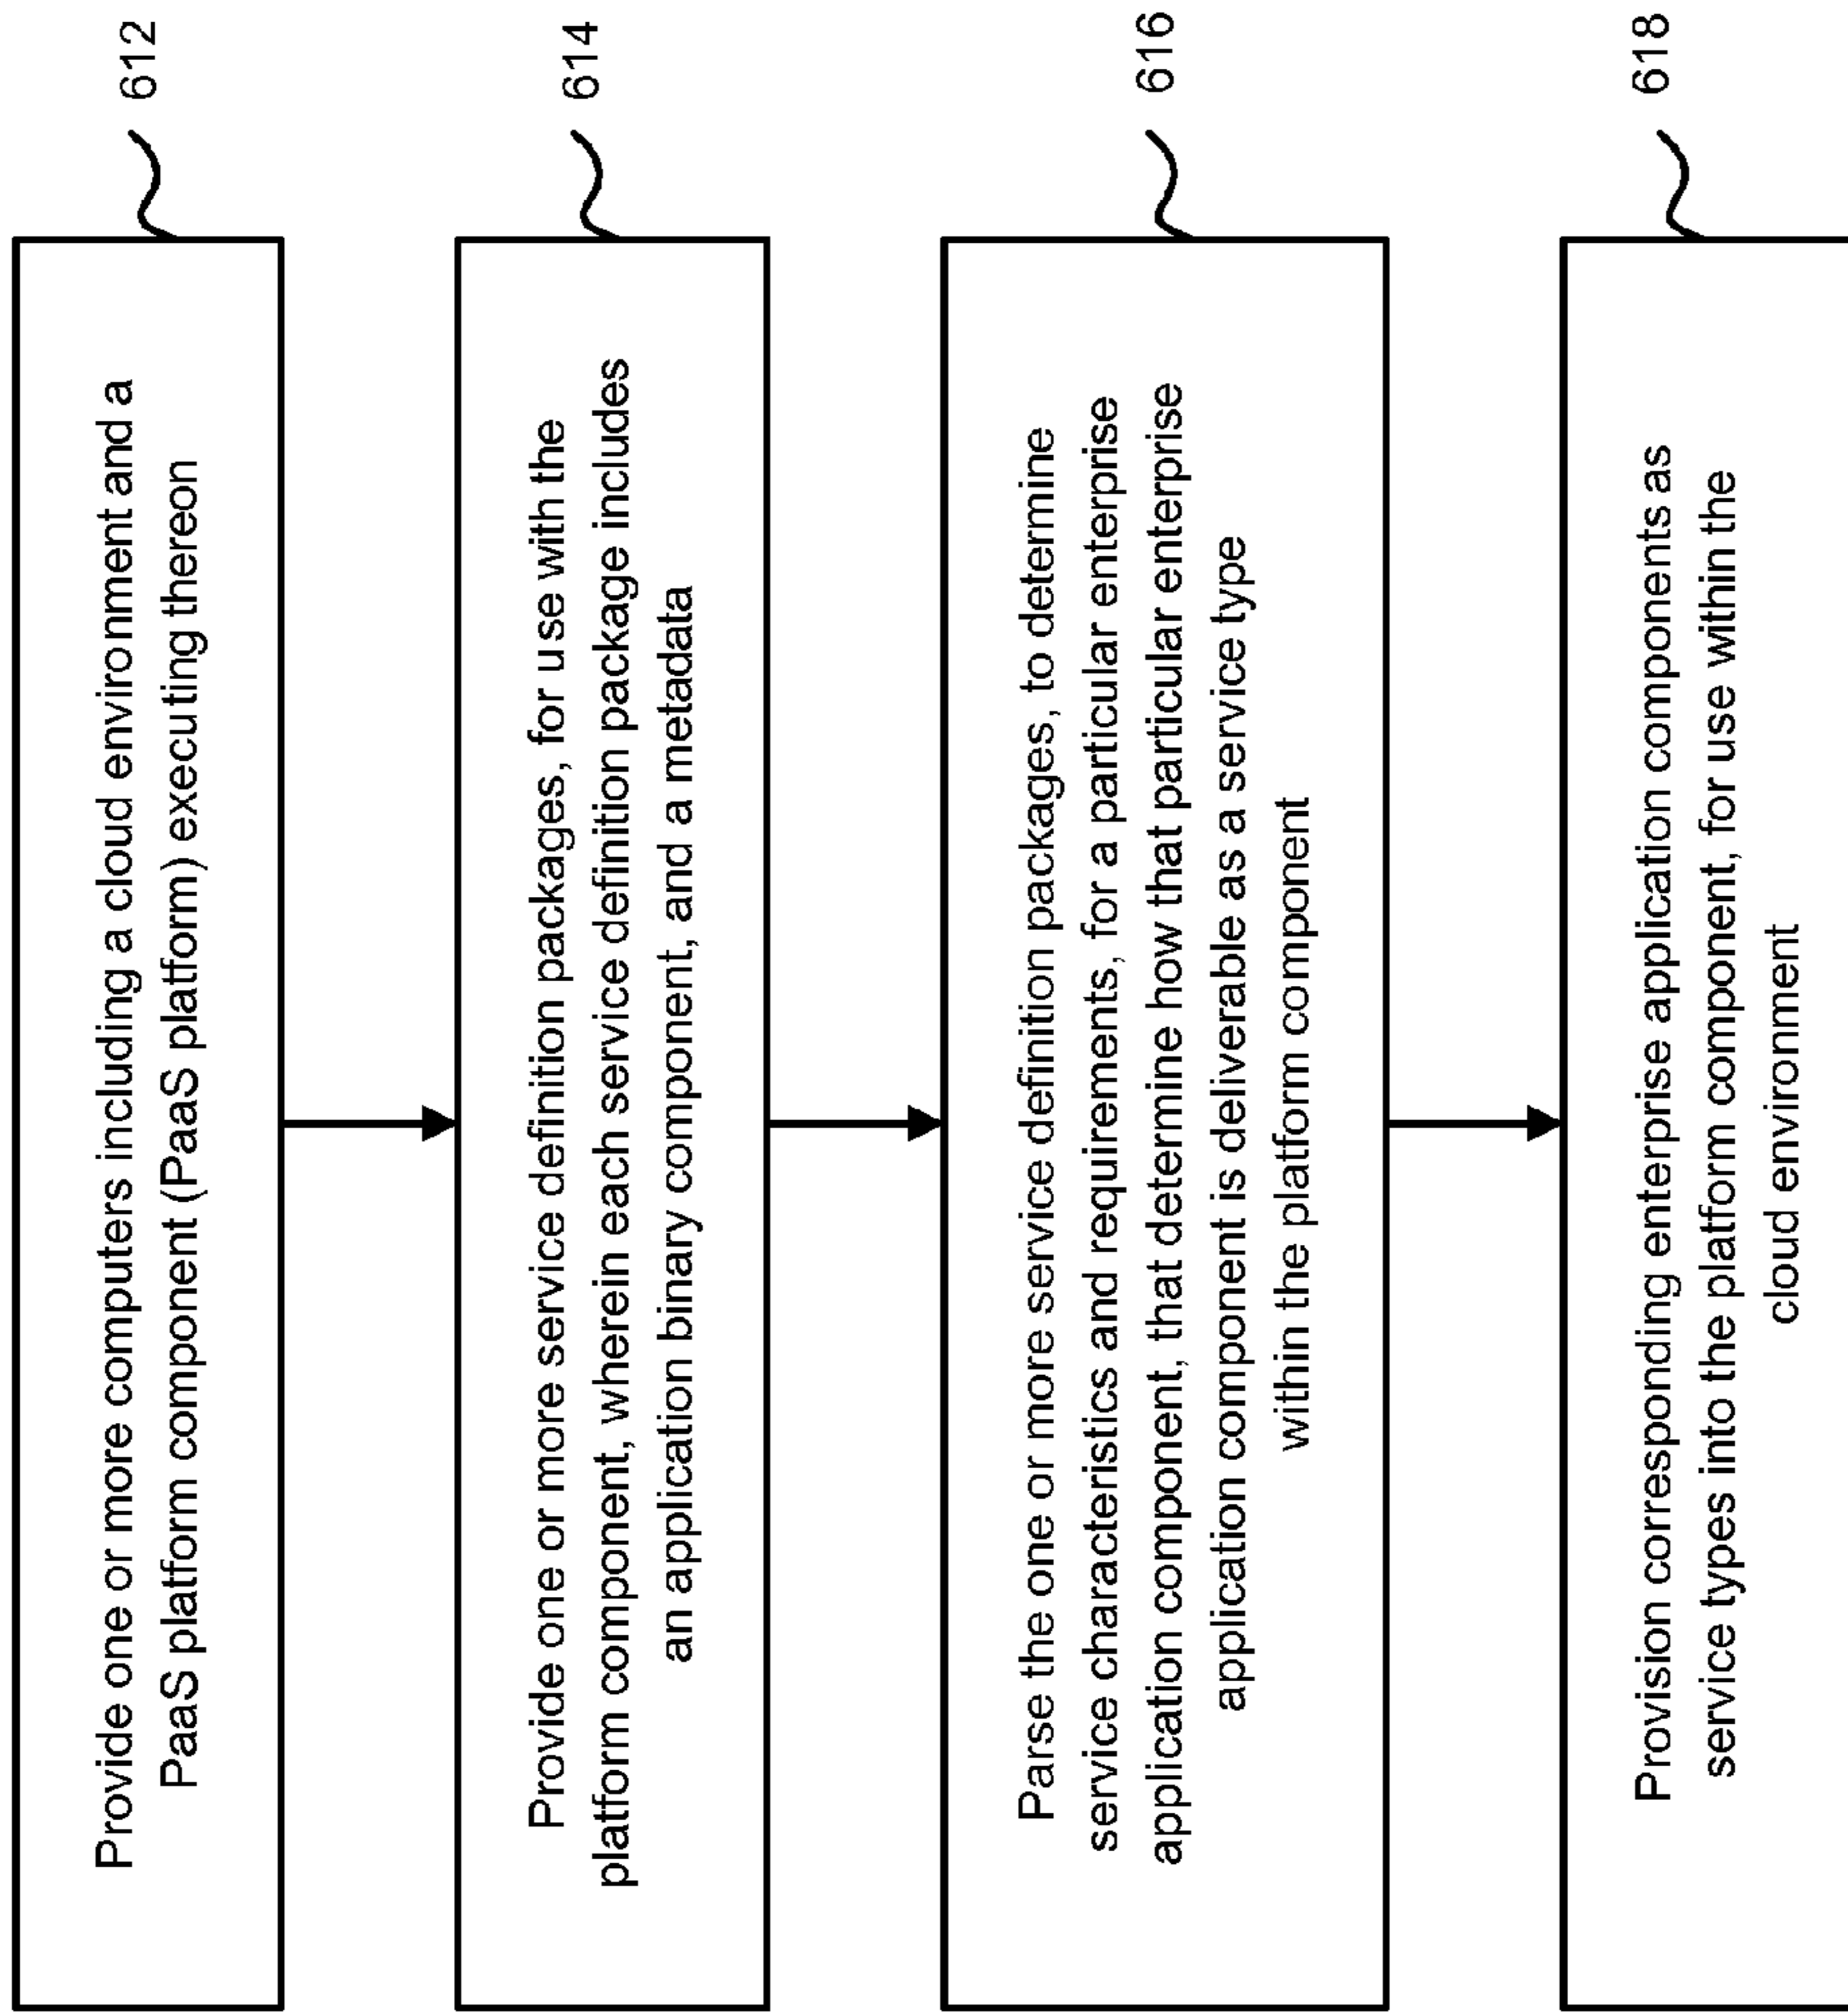 Provide one or more computers including a cloud environment and a
PaaS platform component (PaaS platform) executing thereon
612
Provide one or more service definition packages, for use with the
platform component, wherein each service definition package includes
an application binary component, and a metadata
614
Parse the one or more service definition packages, to determine
service characteristics and requirements, for a particular enterprise
application component, that determine how that particular enterprise
application component is deliverable as a service type
within the platform component
616
Provision corresponding enterprise application components as
service types into the platform component, for use within the
cloud environment
618